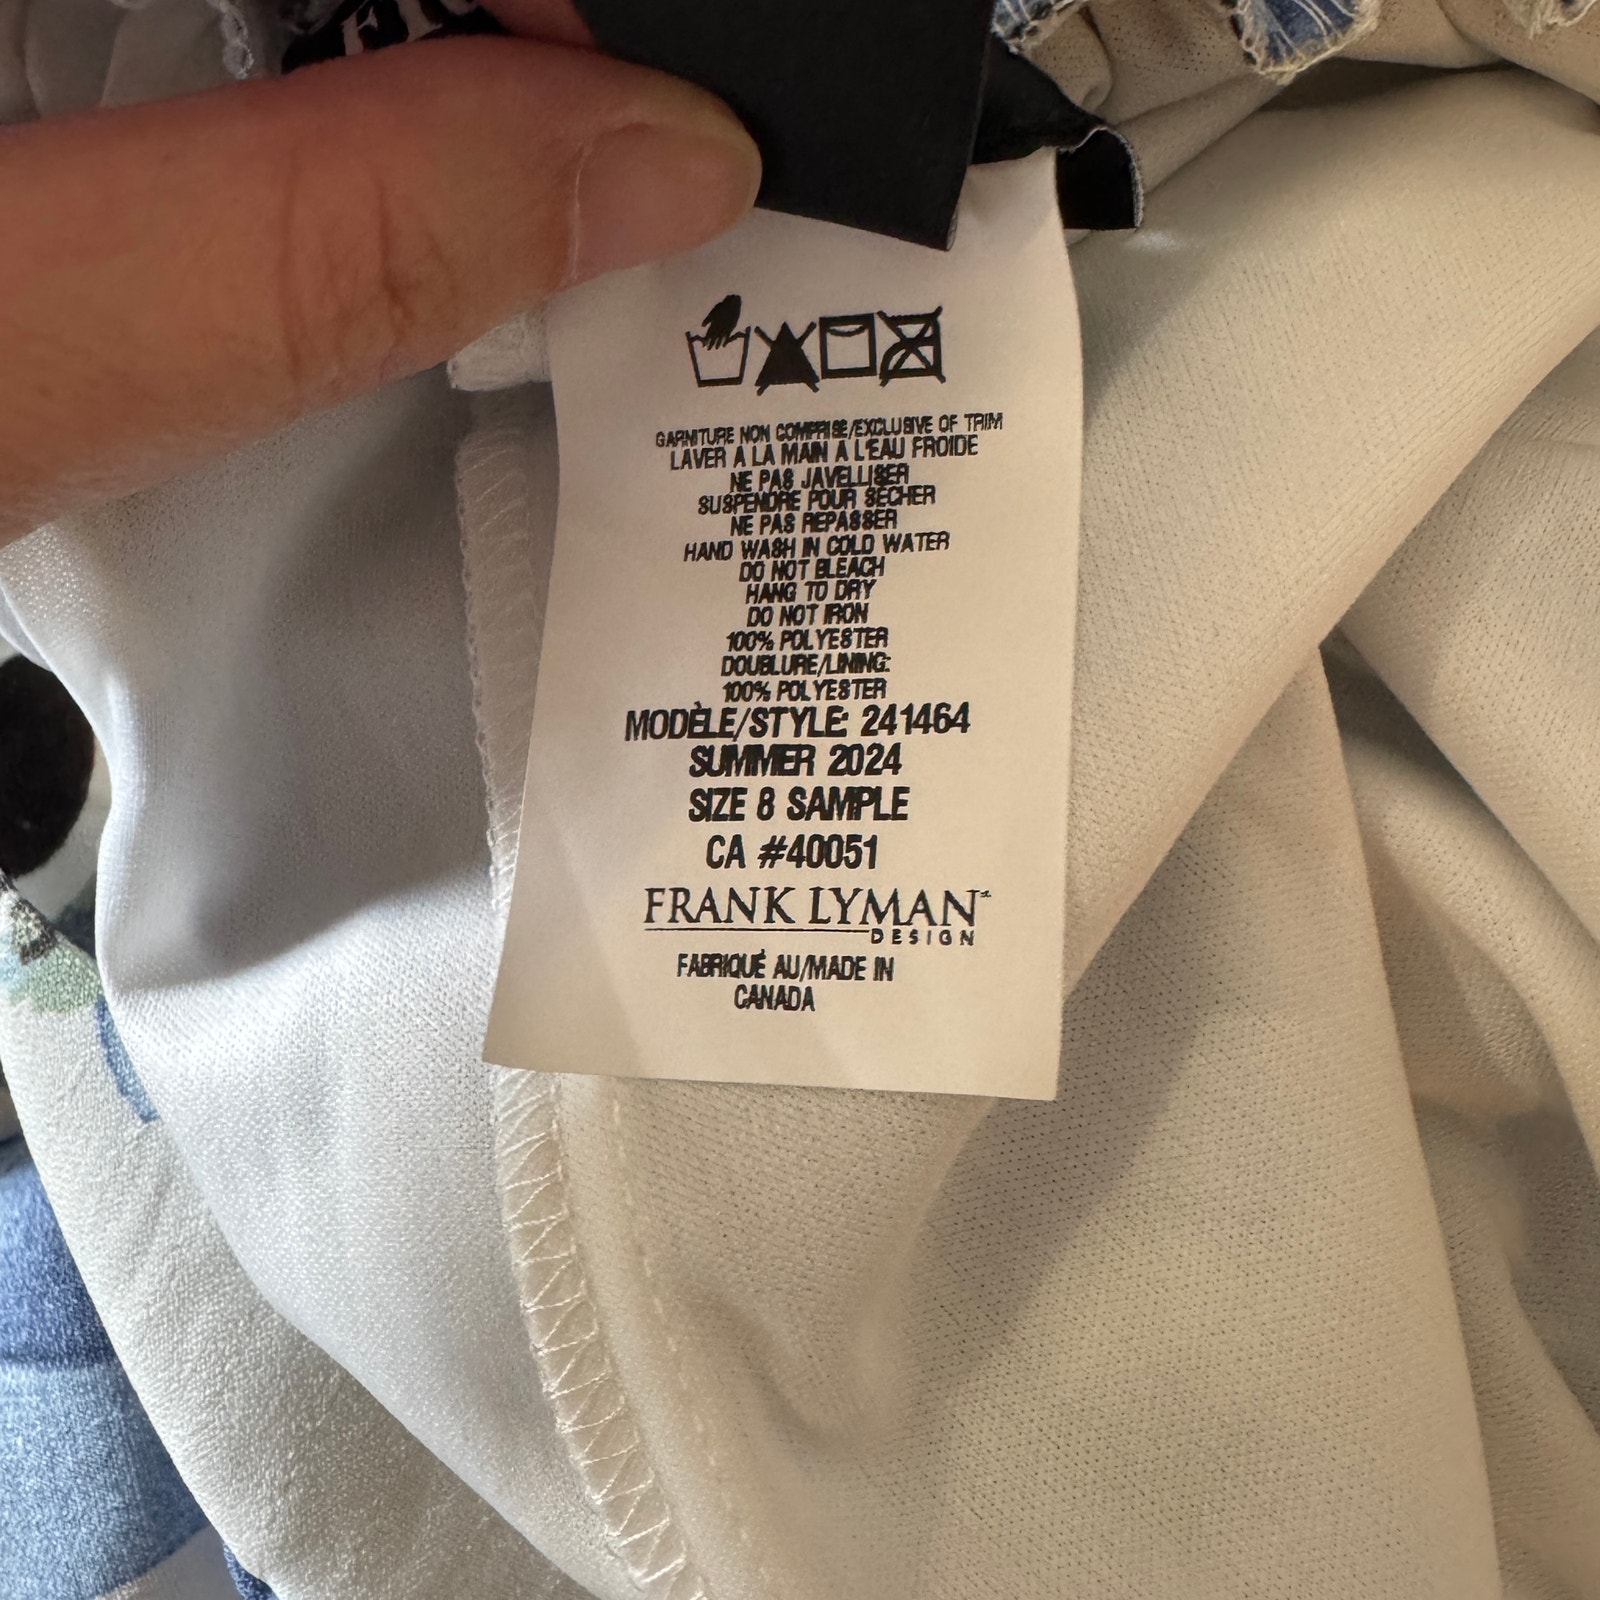 GARNITURE NON COMPRISE/EXCLUSIVE OF TRIM
LAVER A LA MAIN A L'EAU FROIDE
NE PAS JAVELLISER
SUSPENDRE POUR SECHER
NE PAS REPASSER
HAND WASH IN COLD WATER
DO NOT BLEACH
HANG TO DRY
DO NOT IRON
100% POLYESTER
DOUBLURE/LINING:
100% POLYESTER
MODÈLE/STYLE: 241464
SUMMER 2024
SIZE 8 SAMPLE
CA #40051
FRANK LYMAN
DESIGN
FABRIQUÉ AU/MADE IN
CANADA